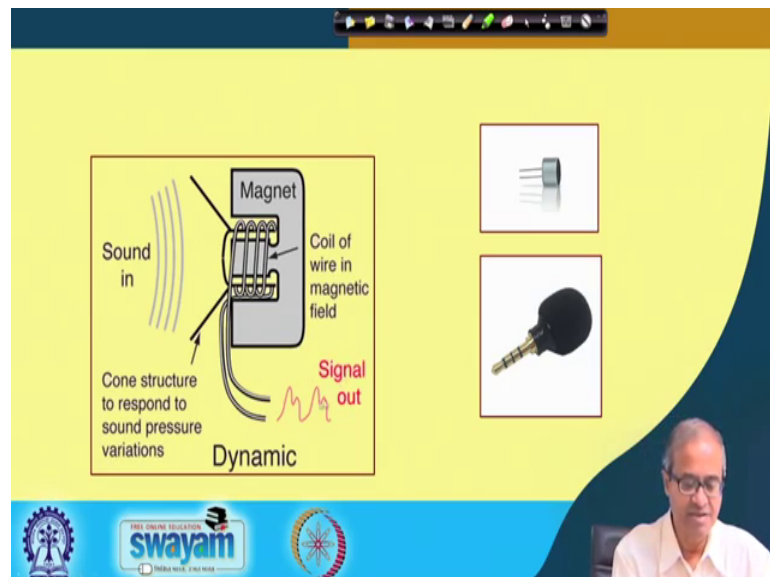 Magnet
Sound
in
Coil of
wire in
magnetic
field
Cone structure
to respond to
sound pressure
variations
Signal
out
Dynamic
FREE ONLINE EDUCATION
swayam